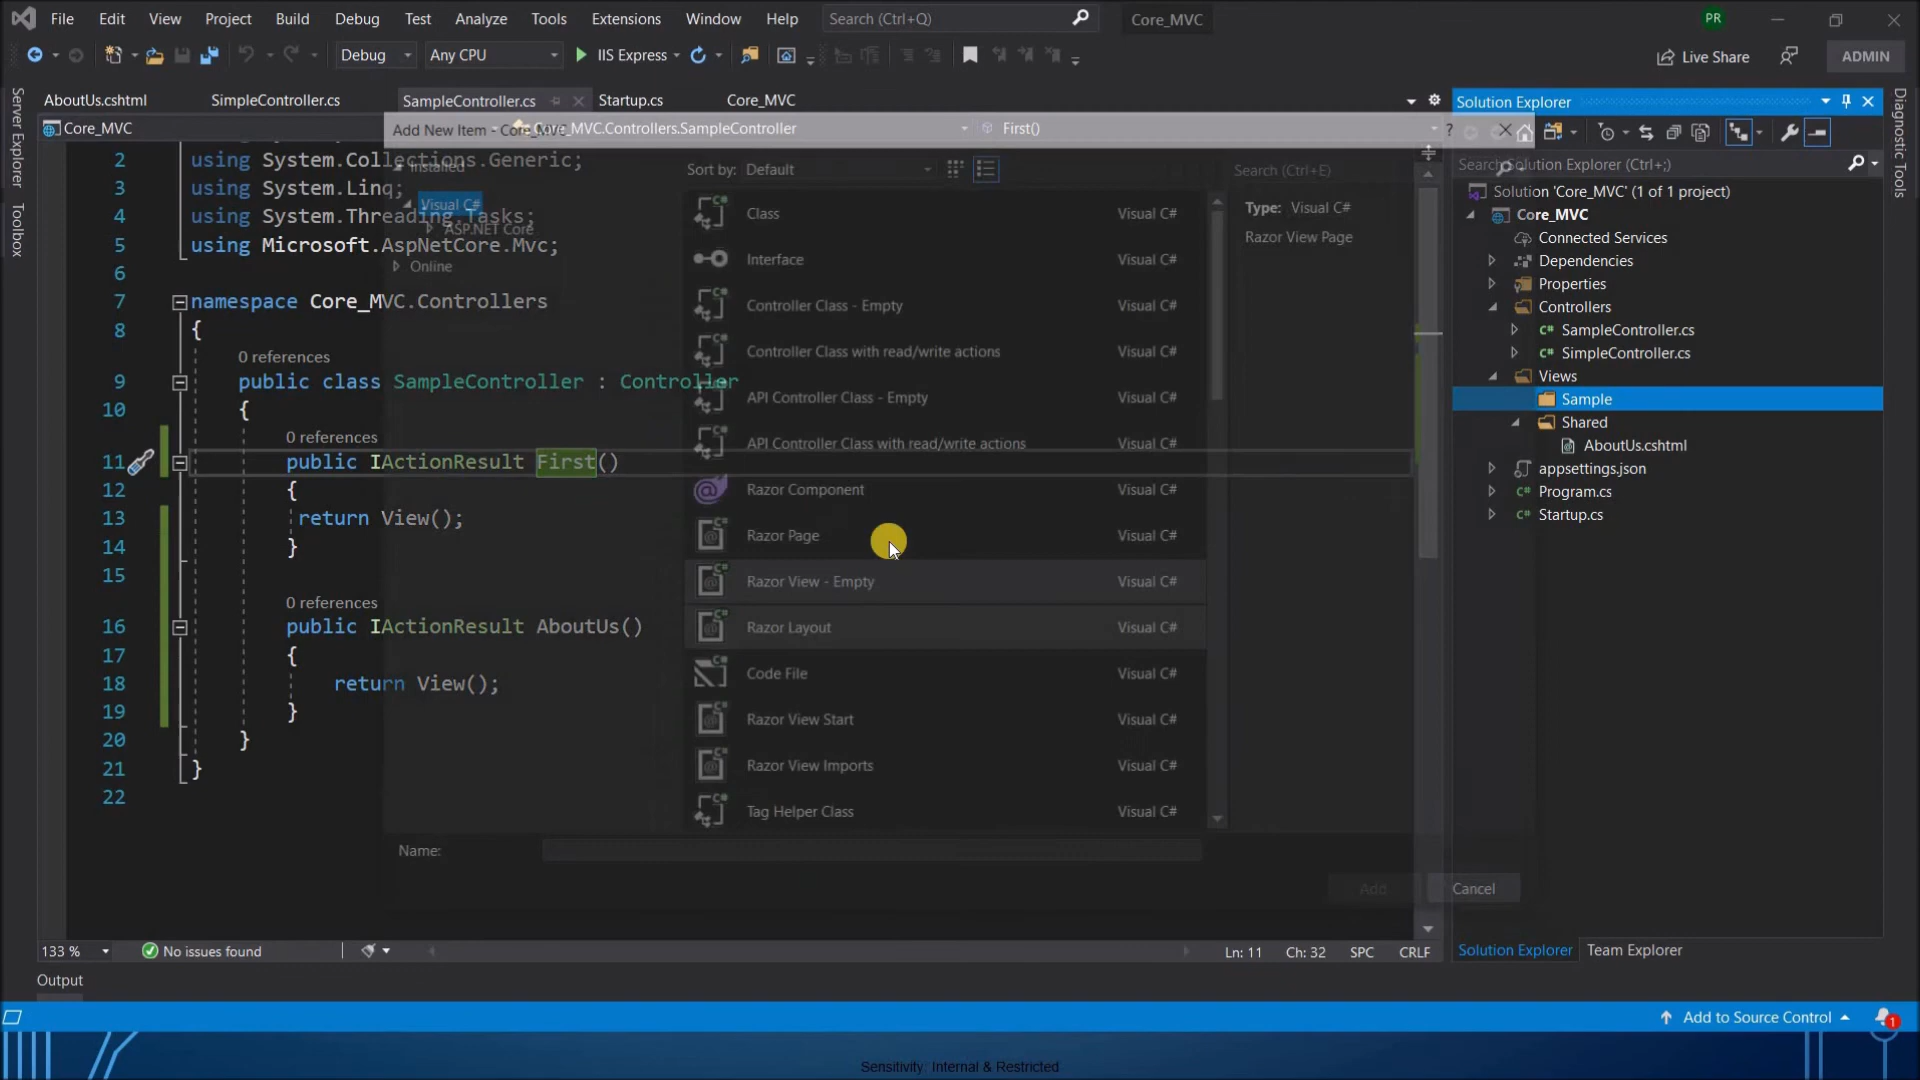 File Edit View Project Build Debug Test Analyze Tools Extensions Window Help Search (Ctrl+Q) Core_MVC PR
Debug Any CPU IIS Express Live Share ADMIN
AboutUs.cshtml SimpleController.cs SampleController.cs Startup.cs Core_MVC
Core_MVC Core_MVC.Controllers.SampleController First()
Add New Item - Core_MVC
Server Explorer
Toolbox
2 using System.Collections.Generic;
3 using System.Linq;
4 using System.Threading.Tasks;
5 using Microsoft.AspNetCore.Mvc;
6
7 namespace Core_MVC.Controllers
8 {
0 references
9 public class SampleController : Controller
10 {
0 references
11 public IActionResult First()
12 {
13 return View();
14 }
15
0 references
16 public IActionResult AboutUs()
17 {
18 return View();
19 }
20 }
21 }
22
Installed
Visual C#
ASP.NET Core
Online
Sort by: Default
Class Visual C#
Interface Visual C#
Controller Class - Empty Visual C#
Controller Class with read/write actions Visual C#
API Controller Class - Empty Visual C#
API Controller Class with read/write actions Visual C#
Razor Component Visual C#
Razor Page Visual C#
Razor View - Empty Visual C#
Razor Layout Visual C#
Code File Visual C#
Razor View Start Visual C#
Razor View Imports Visual C#
Tag Helper Class Visual C#
Search (Ctrl+E)
Type: Visual C#
Razor View Page
Name:
Add Cancel
Solution Explorer
Search Solution Explorer (Ctrl+;)
Solution 'Core_MVC' (1 of 1 project)
Core_MVC
Connected Services
Dependencies
Properties
Controllers
C# SampleController.cs
C# SimpleController.cs
Views
Sample
Shared
AboutUs.cshtml
appsettings.json
C# Program.cs
C# Startup.cs
Diagnostic Tools
133 % No issues found Ln: 11 Ch: 32 SPC CRLF
Solution Explorer Team Explorer
Output
Add to Source Control 1
Sensitivity: Internal & Restricted